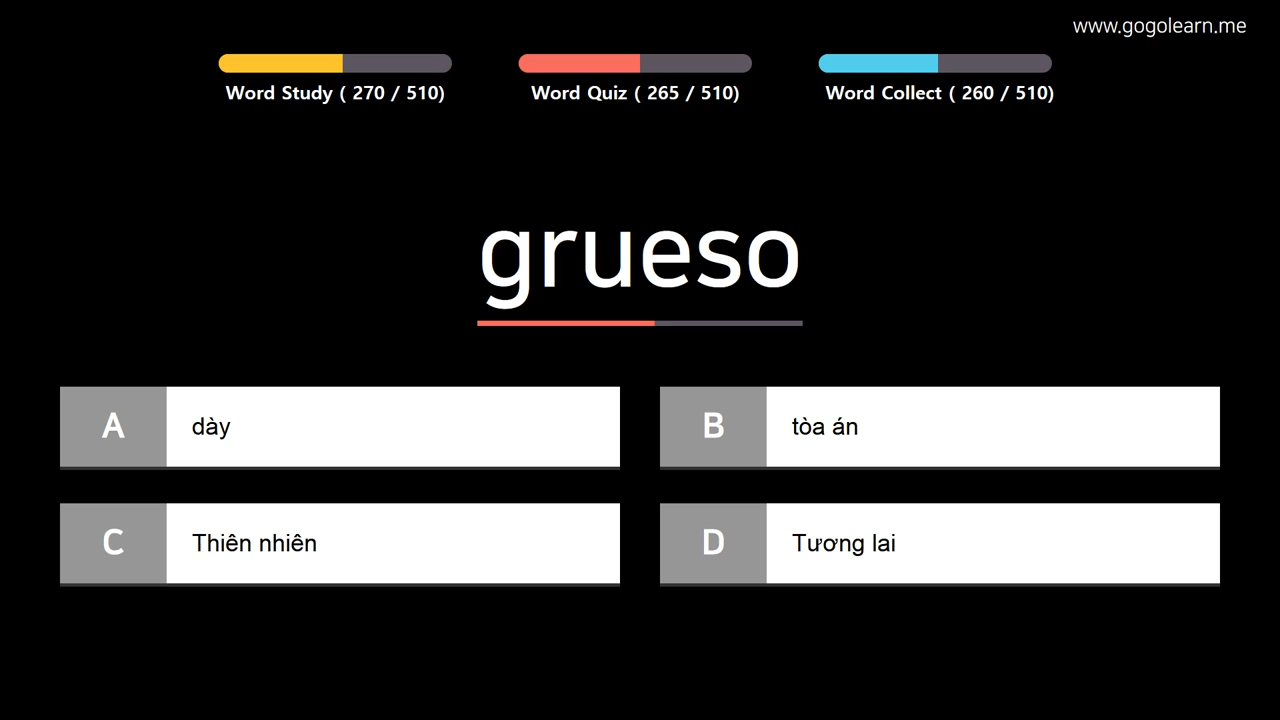 www.gogolearn.me
Word Study ( 270 / 510)
Word Quiz ( 265 / 510)
Word Collect ( 260 / 510)
grueso
A
dày
B
tòa án
C
Thiên nhiên
D
Tương lai